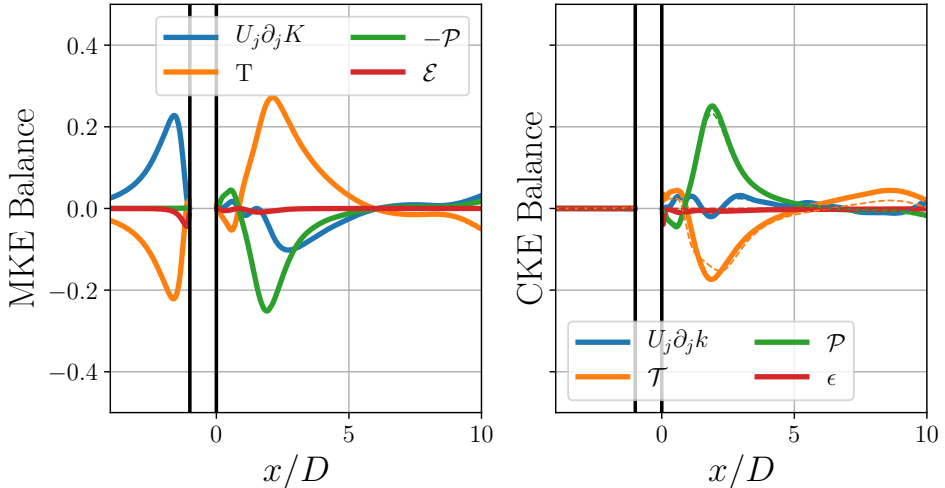 MKE Balance
0.4
0.2
0.0
−0.2
−0.4
U_j∂_jK
T
−𝒫
ℰ
0
5
10
x/D
CKE Balance
U_j∂_jk
𝒯
𝒫
ϵ
0
5
10
x/D